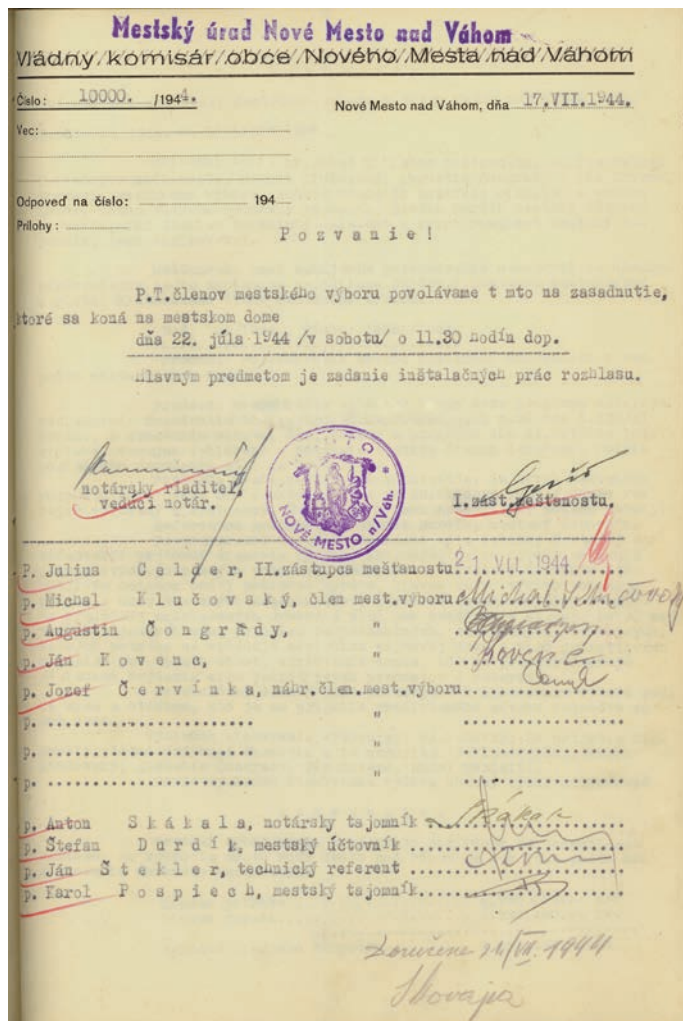 Mestský úrad Nové Mesto nad Váhom
Vládny komisár obce Nového Mesta nad Váhom
Číslo: 10000. /1944.
Nové Mesto nad Váhom, dňa 17.VII.1944.
Vec:
Odpoveď na číslo: 194
Prílohy:
Pozvanie!
P.T.členov mestského výboru povolávame t mto na zasadnutie,
ktoré sa koná na mestskom dome
dňa 22. júla 1944 /v sobotu/ o 11.30 hodín dop.
Hlavným predmetom je zadanie inštalačných prác rozhlasu.
MESTO
NOVÉ MESTO n/Váh.
notársky riaditeľ,
vedúci notár.
I.zást.mešťanostu.
P. Julius Celder, II.zástupca mešťanostu 21 VII 1944
p. Michal Klučovský, člen mest.výboru Michal Klučovský
p. Augustin Čongrády, "
p. Ján Kovenc, " Kovenc
p. Jozef Červínka, náhr.člen.mest.výboru
p. "
p. "
p. "
p. Anton Skákala, notársky tajomník
p. Štefan Durdík, mestský účtovník
p. Ján Štekler, technický referent
p. Karol Pospiech, mestský tajomník
Doručene 21/VII. 1944